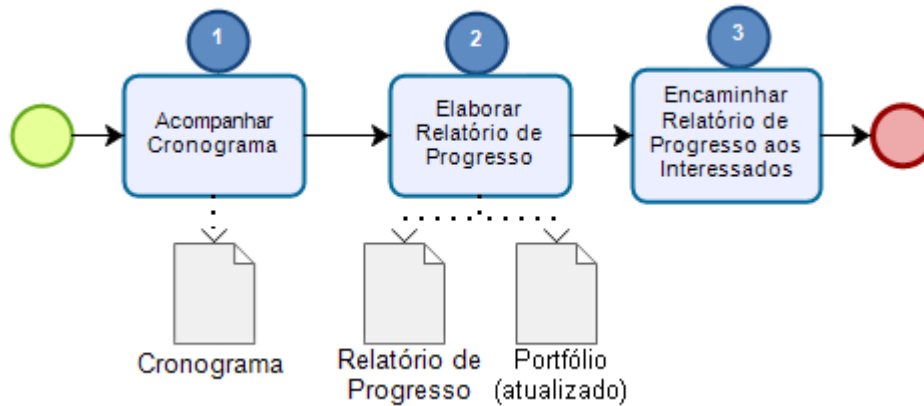 1
2
3
Acompanhar
Cronograma
Elaborar
Relatório de
Progresso
Encaminhar
Relatório de
Progresso aos
Interessados
Cronograma
Relatório de
Progresso
Portfólio
(atualizado)